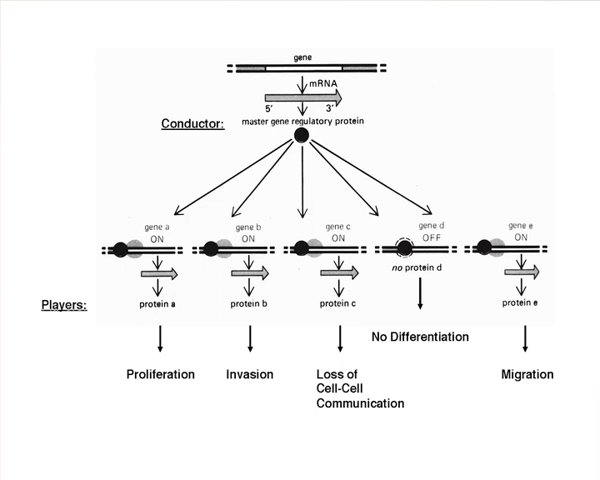 gene
mRNA
5' 3'
Conductor: master gene regulatory protein
gene a gene b gene c gene d gene e
ON ON ON OFF ON
no protein d
Players: protein a protein b protein c protein e
No Differentiation
Proliferation Invasion Loss of Migration
Cell-Cell
Communication